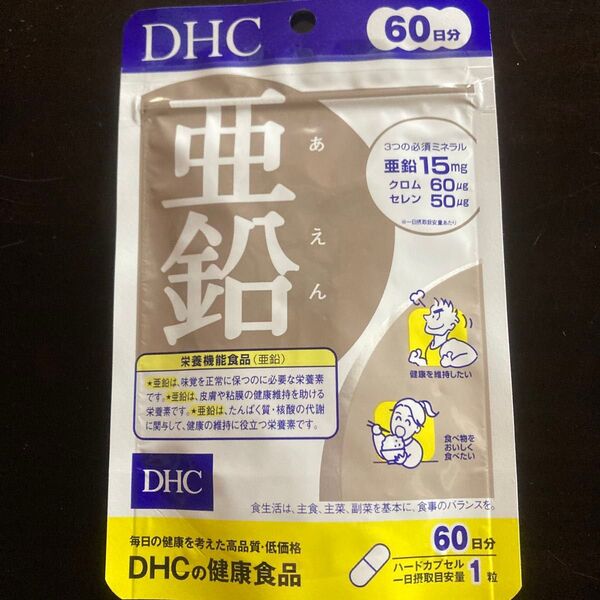 DHC
60日分
亜鉛
あえん
3つの必須ミネラル
亜鉛15mg
クロム 60μg
セレン 50μg
※一日摂取目安量あたり
栄養機能食品(亜鉛)
★亜鉛は、味覚を正常に保つのに必要な栄養素
です。★亜鉛は、皮膚や粘膜の健康維持を助ける
栄養素です。★亜鉛は、たんぱく質・核酸の代謝
に関与して、健康の維持に役立つ栄養素です。
健康を維持したい
食べ物を
おいしく
食べたい
DHC
食生活は、主食、主菜、副菜を基本に、食事のバランスを。
毎日の健康を考えた高品質・低価格
DHCの健康食品
60日分
ハードカプセル
一日摂取目安量 1粒